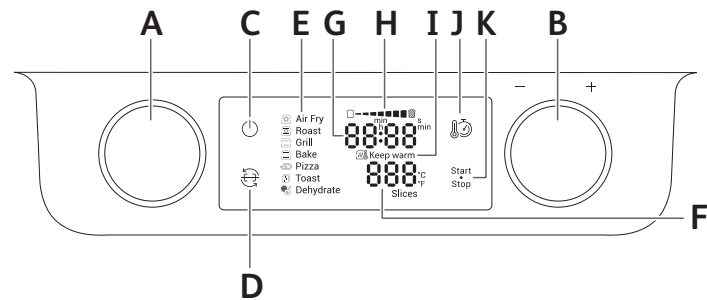 A C E G H I J K B
− +
min
h s
88:88 min
Keep warm
888 °C
°F
Slices
Air Fry
Roast
Grill
Bake
Pizza
Toast
Dehydrate
Start
•
Stop
F
D